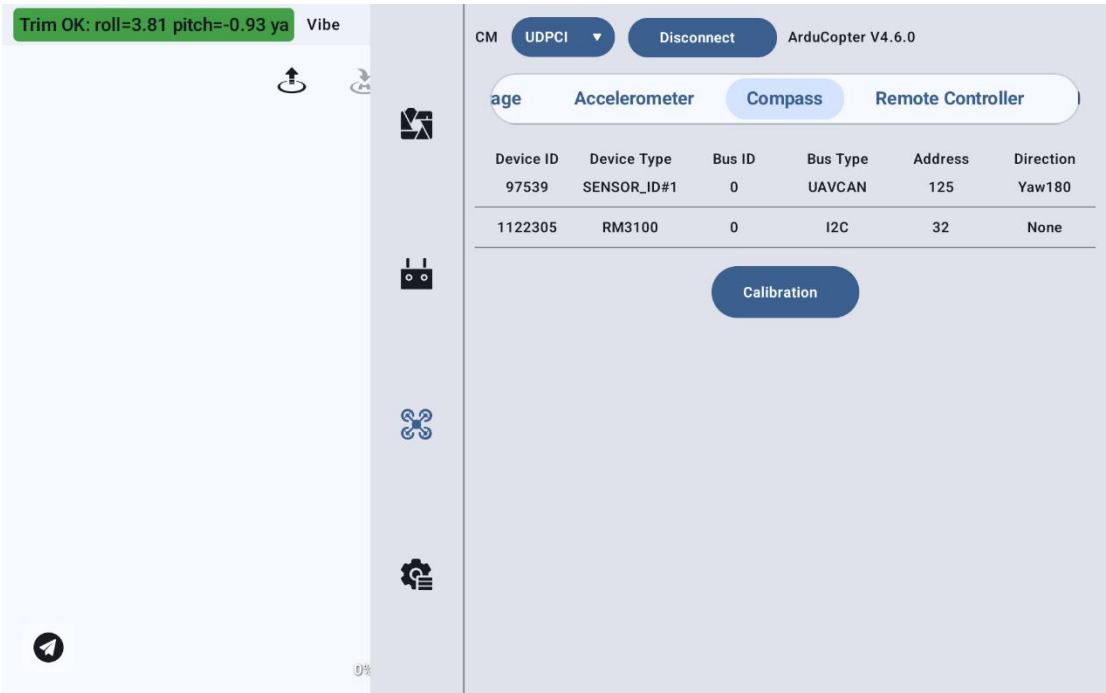 Trim OK: roll=3.81 pitch=-0.93 ya Vibe
CM UDPCI Disconnect ArduCopter V4.6.0
age Accelerometer Compass Remote Controller
Device ID Device Type Bus ID Bus Type Address Direction
97539 SENSOR_ID#1 0 UAVCAN 125 Yaw180
1122305 RM3100 0 I2C 32 None
Calibration
0%